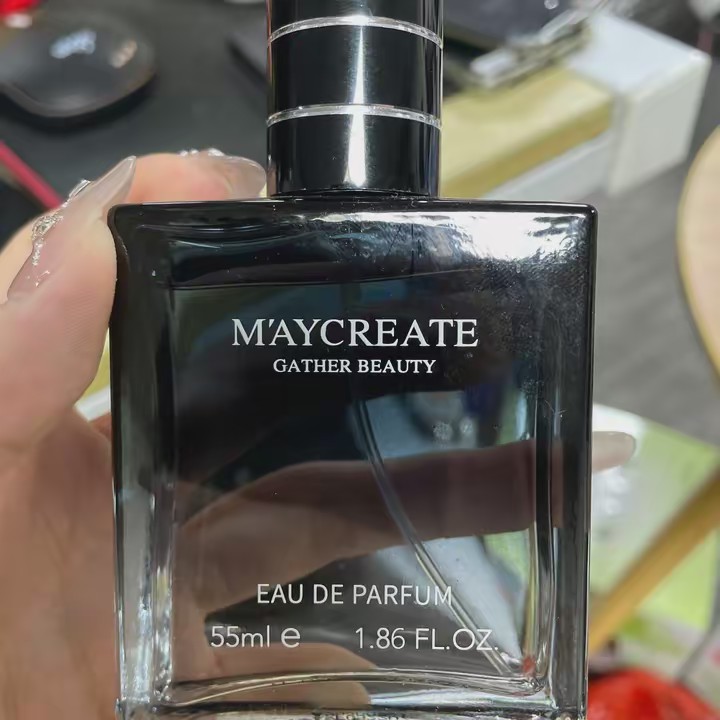 M'AYCREATE
GATHER BEAUTY
EAU DE PARFUM
55ml e 1.86 FL.OZ.